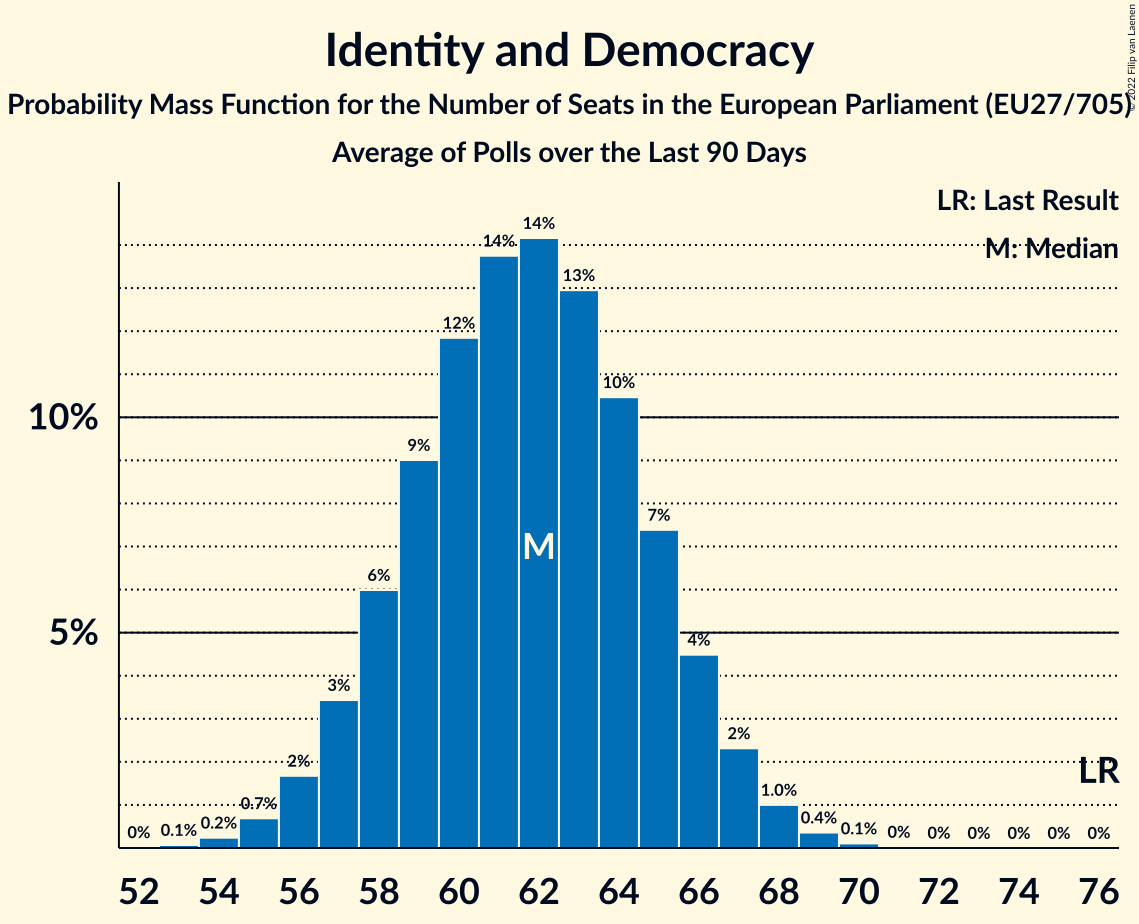 Identity and Democracy
Probability Mass Function for the Number of Seats in the European Parliament (EU27/705)
Average of Polls over the Last 90 Days
© 2022 Filip van Laenen
LR: Last Result
M: Median
14%
14%
13%
12%
10%
10%
9%
7%
M
6%
5%
4%
3%
2%
2%
LR
1.0%
0.7%
0.4%
0% 0.1% 0.2% 0.1% 0% 0% 0% 0% 0% 0%
52 54 56 58 60 62 64 66 68 70 72 74 76